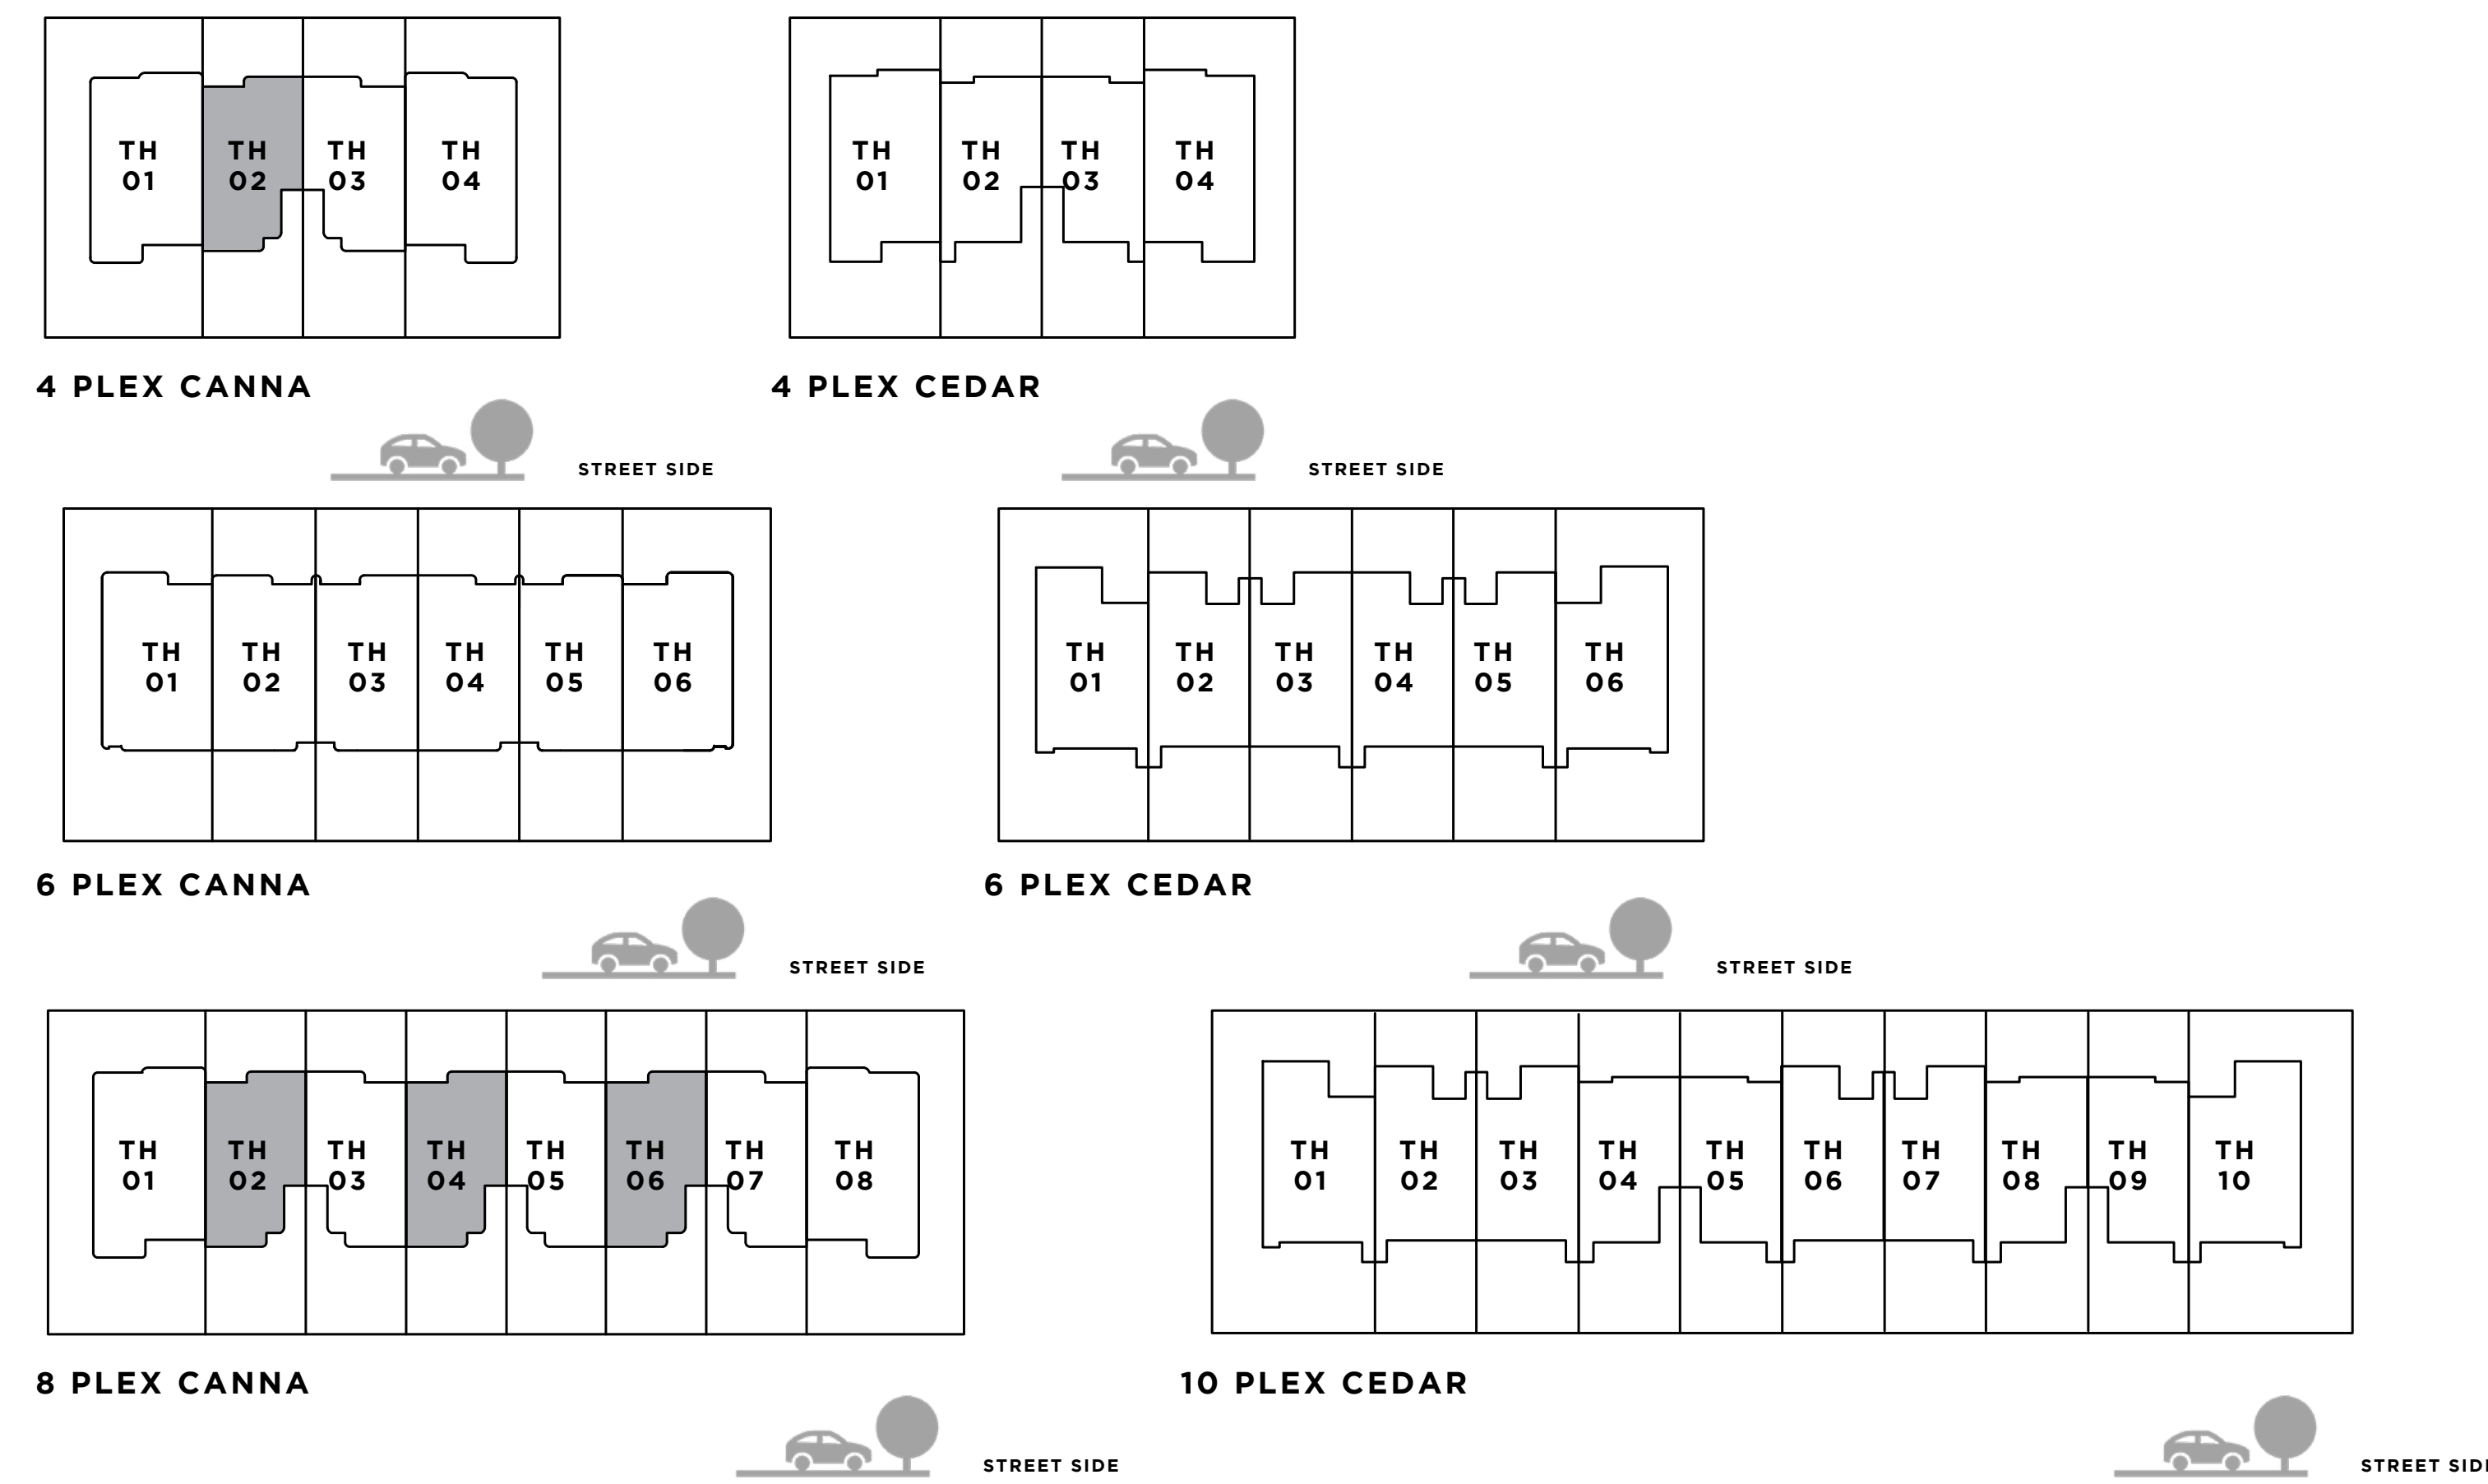 TH TH TH TH
01 02 03 04
TH TH TH TH
01 02 03 04
4 PLEX CANNA
4 PLEX CEDAR
STREET SIDE
STREET SIDE
TH TH TH TH TH TH
01 02 03 04 05 06
TH TH TH TH TH TH
01 02 03 04 05 06
6 PLEX CANNA
6 PLEX CEDAR
STREET SIDE
STREET SIDE
TH TH TH TH TH TH TH TH
01 02 03 04 05 06 07 08
TH TH TH TH TH TH TH TH TH TH
01 02 03 04 05 06 07 08 09 10
8 PLEX CANNA
10 PLEX CEDAR
STREET SIDE
STREET SID